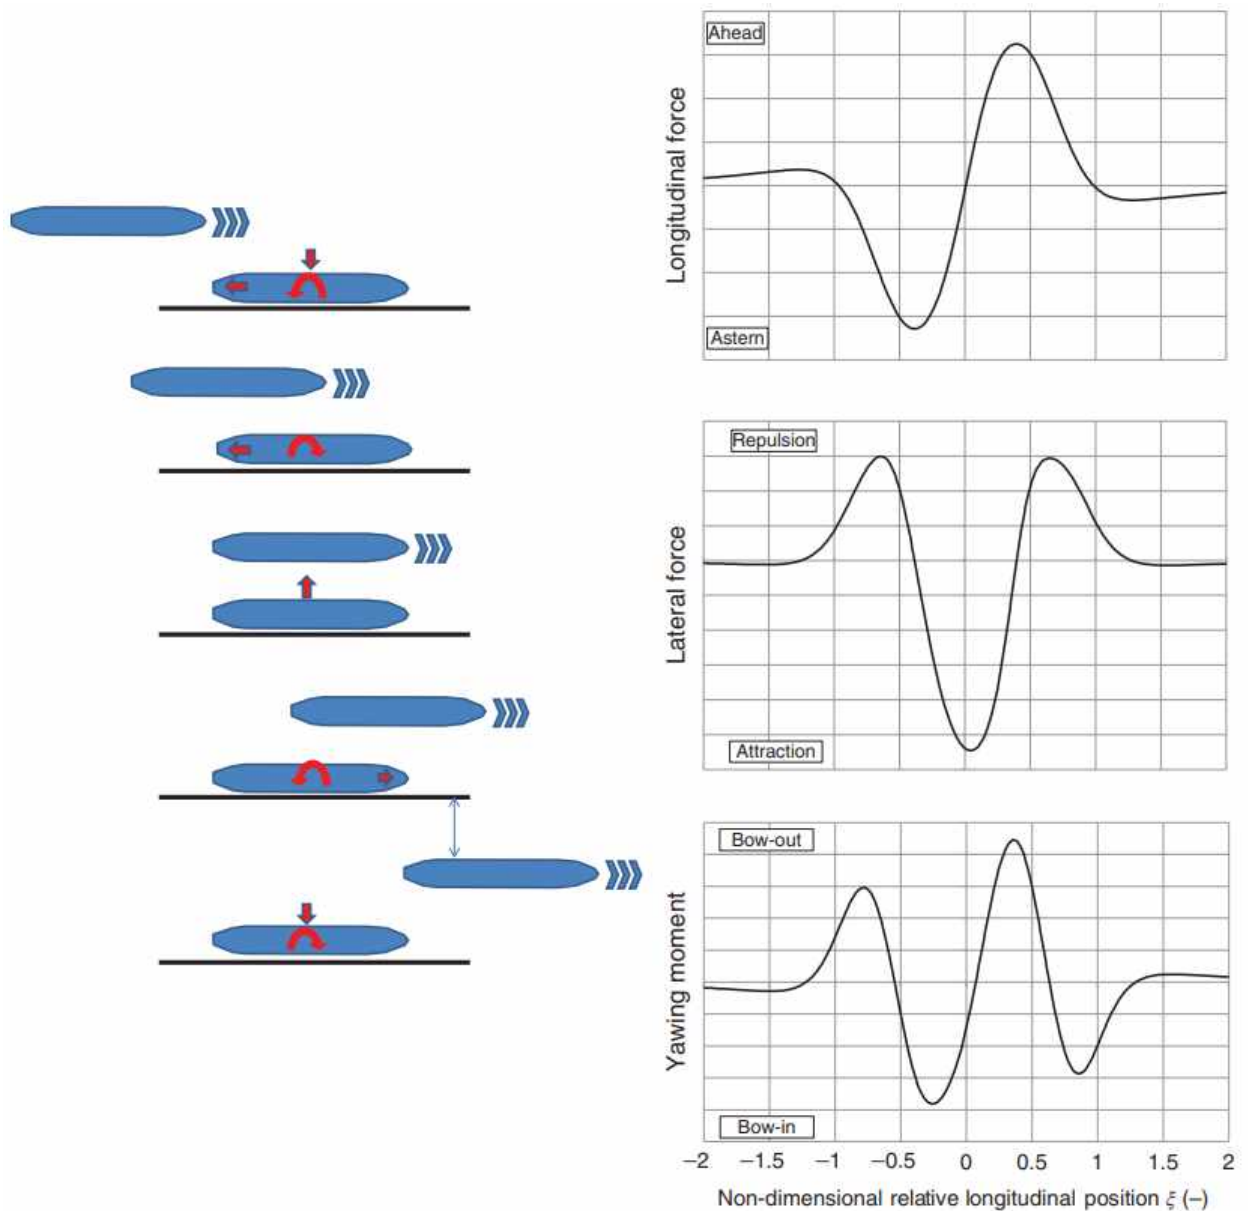 Ahead
Longitudinal force
Astern
Repulsion
Lateral force
Attraction
Bow-out
Yawing moment
Bow-in
−2 −1.5 −1 −0.5 0 0.5 1 1.5 2
Non-dimensional relative longitudinal position ξ (–)